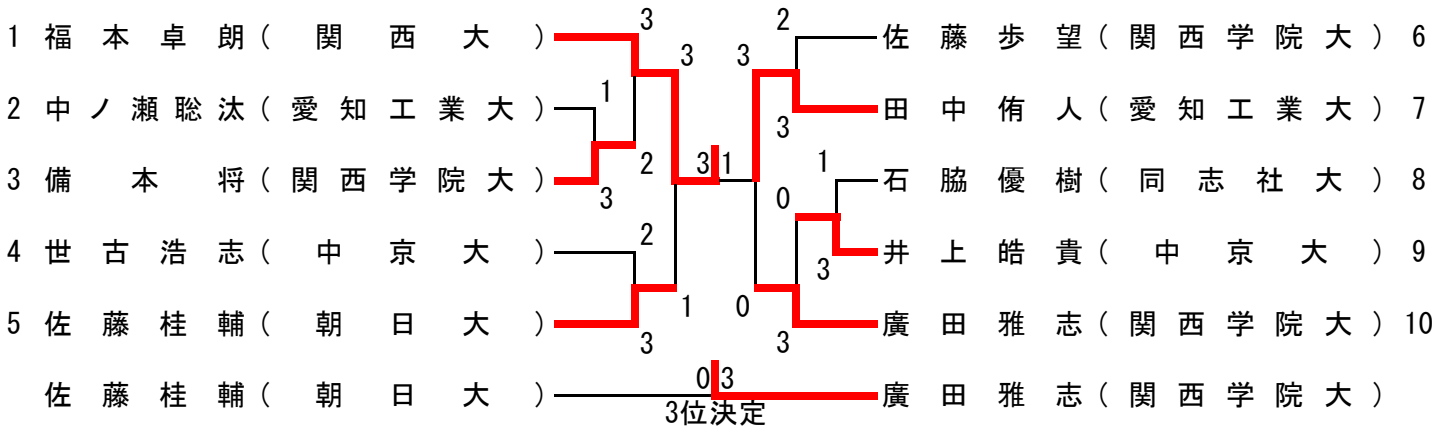 1 福本卓朗(関西大) 3 2 佐藤歩望(関西学院大) 6
3 3
2 中ノ瀬聡汰(愛知工業大) 1 3 田中侑人(愛知工業大) 7
3 備本将(関西学院大) 3 2 3 1 1 石脇優樹(同志社大) 8
0
4 世古浩志(中京大) 2 3 井上皓貴(中京大) 9
1 0
5 佐藤桂輔(朝日大) 3 3 廣田雅志(関西学院大) 10
佐藤桂輔(朝日大) 0 3 廣田雅志(関西学院大)
3位決定